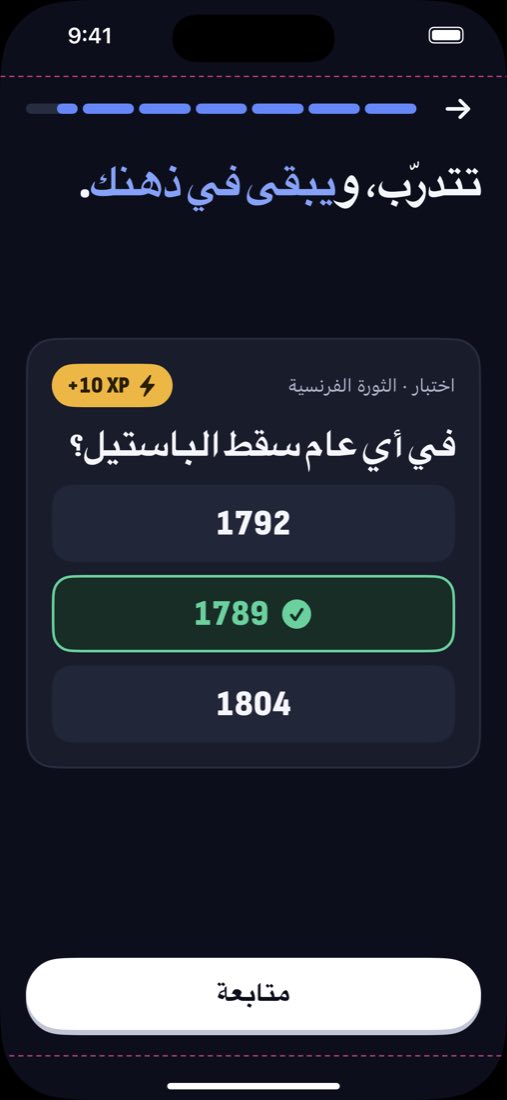 9:41
تتدرّب، ويبقى في ذهنك.
اختبار · الثورة الفرنسية
+10 XP
في أي عام سقط الباستيل؟
1792
1789
1804
متابعة